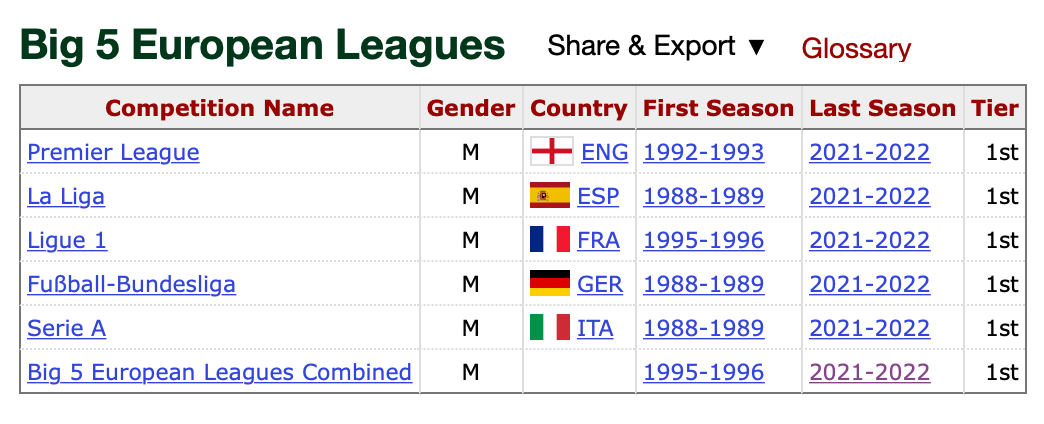 Big 5 European Leagues Share & Export ▼ Glossary
Competition Name Gender Country First Season Last Season Tier
Premier League M ENG 1992-1993 2021-2022 1st
La Liga M ESP 1988-1989 2021-2022 1st
Ligue 1 M FRA 1995-1996 2021-2022 1st
Fußball-Bundesliga M GER 1988-1989 2021-2022 1st
Serie A M ITA 1988-1989 2021-2022 1st
Big 5 European Leagues Combined M 1995-1996 2021-2022 1st